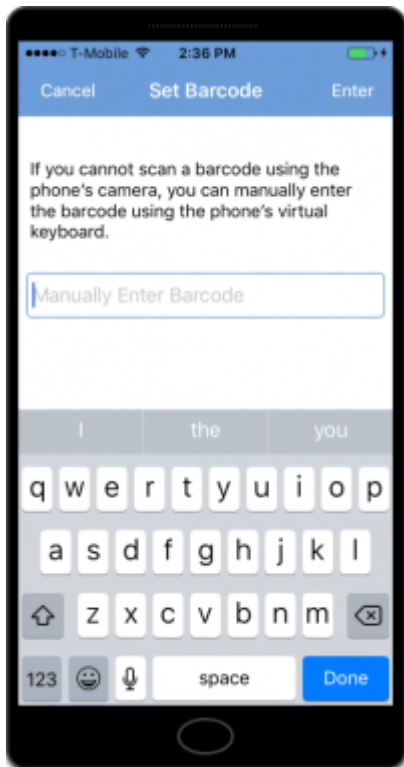 T-Mobile 2:36 PM
Cancel Set Barcode Enter
If you cannot scan a barcode using the
phone's camera, you can manually enter
the barcode using the phone's virtual
keyboard.
Manually Enter Barcode
I the you
q w e r t y u i o p
a s d f g h j k l
z x c v b n m
123 space Done